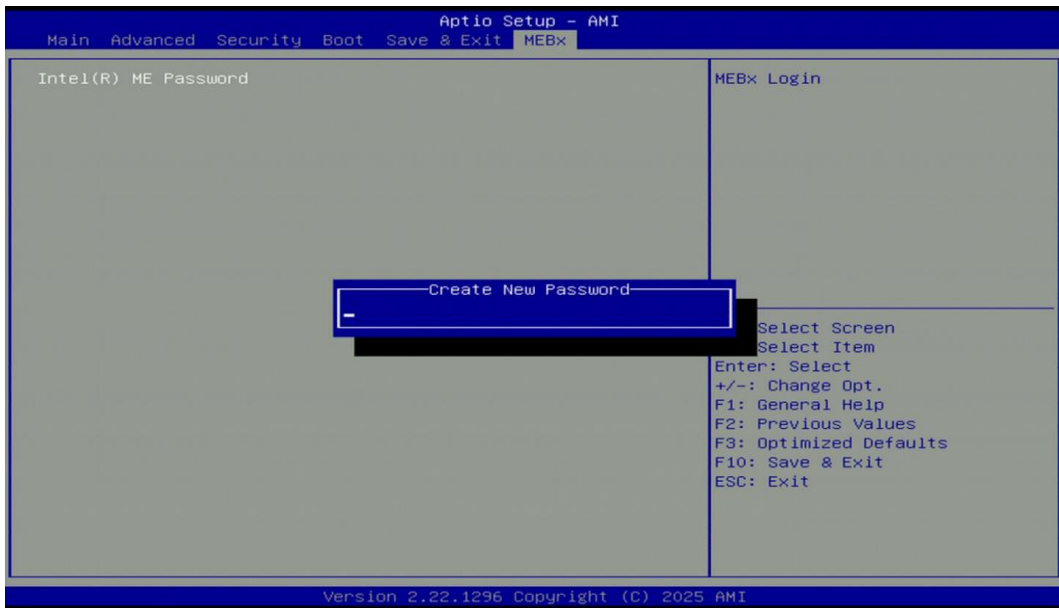 Aptio Setup – AMI
Main Advanced Security Boot Save & Exit MEBx
Intel(R) ME Password
MEBx Login
Create New Password
Select Screen
Select Item
Enter: Select
+/-: Change Opt.
F1: General Help
F2: Previous Values
F3: Optimized Defaults
F10: Save & Exit
ESC: Exit
Version 2.22.1296 Copyright (C) 2025 AMI